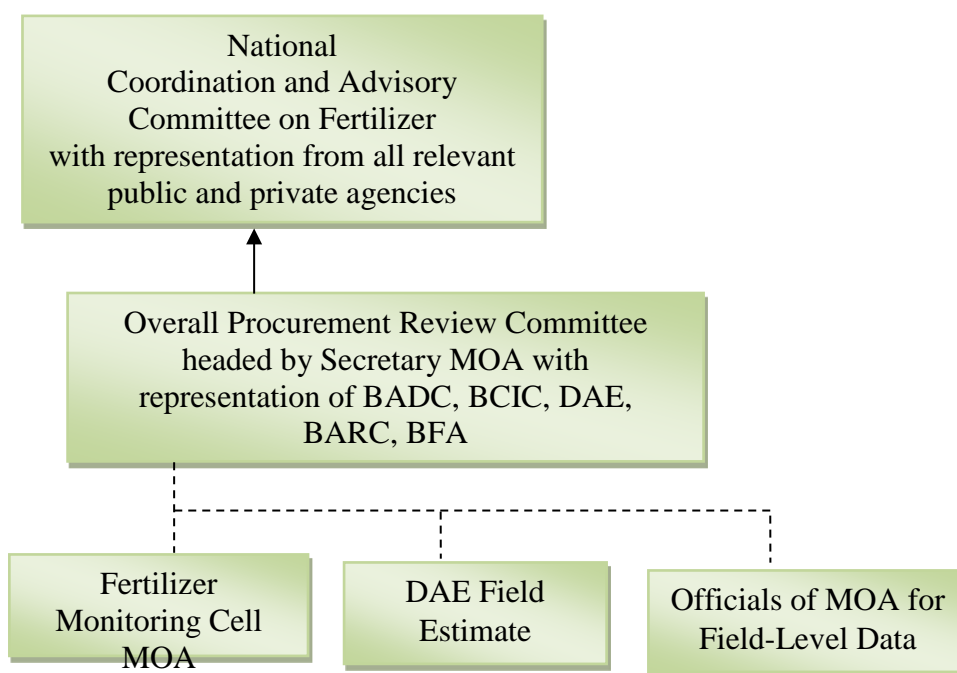 National
Coordination and Advisory
Committee on Fertilizer
with representation from all relevant
public and private agencies
Overall Procurement Review Committee
headed by Secretary MOA with
representation of BADC, BCIC, DAE,
BARC, BFA
Fertilizer
Monitoring Cell
MOA
DAE Field
Estimate
Officials of MOA for
Field-Level Data